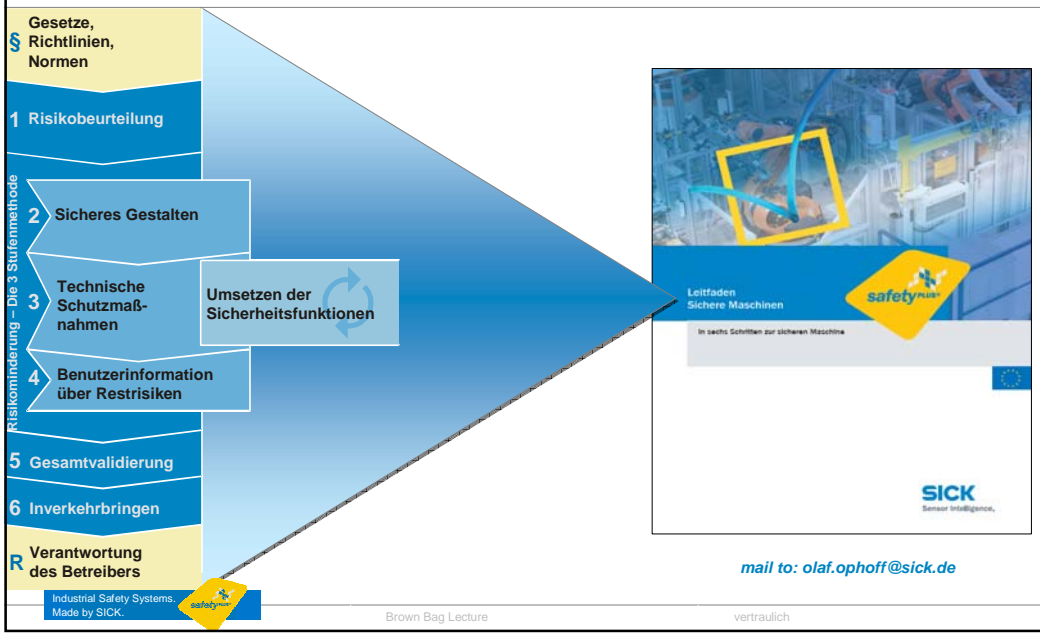 §
Gesetze,
Richtlinien,
Normen
1 Risikobeurteilung
Risikominderung – Die 3 Stufenmethode
2 Sicheres Gestalten
3
Technische
Schutzmaß-
nahmen
Umsetzen der
Sicherheitsfunktionen
4
Benutzerinformation
über Restrisiken
5 Gesamtvalidierung
6 Inverkehrbringen
R
Verantwortung
des Betreibers
Industrial Safety Systems.
Made by SICK.
safetyPLUS®
Leitfaden
Sichere Maschinen
safetyPLUS®
In sechs Schritten zur sicheren Maschine
SICK
Sensor Intelligence.
mail to: olaf.ophoff@sick.de
Brown Bag Lecture
vertraulich